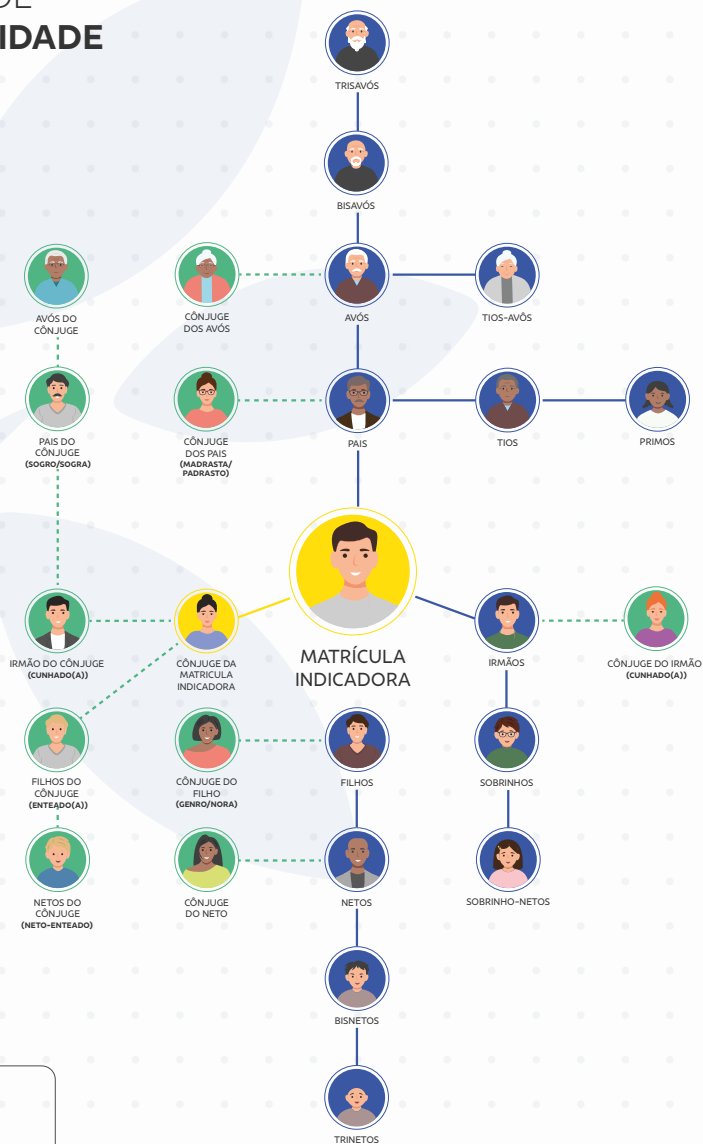 DE
IDADE
TRISAVÓS
BISAVÓS
AVÓS DO
CÔNJUGE
CÔNJUGE
DOS AVÓS
AVÓS
TIOS-AVÔS
PAIS DO
CÔNJUGE
(SOGRO/SOGRA)
CÔNJUGE
DOS PAIS
(MADRASTA/
PADRASTO)
PAIS
TIOS
PRIMOS
IRMÃO DO CÔNJUGE
(CUNHADO(A))
CÔNJUGE DA
MATRICULA
INDICADORA
MATRÍCULA
INDICADORA
IRMÃOS
CÔNJUGE DO IRMÃO
(CUNHADO(A))
FILHOS DO
CÔNJUGE
(ENTEADO(A))
CÔNJUGE DO
FILHO
(GENRO/NORA)
FILHOS
SOBRINHOS
NETOS DO
CÔNJUGE
(NETO-ENTEADO)
CÔNJUGE
DO NETO
NETOS
SOBRINHO-NETOS
BISNETOS
TRINETOS